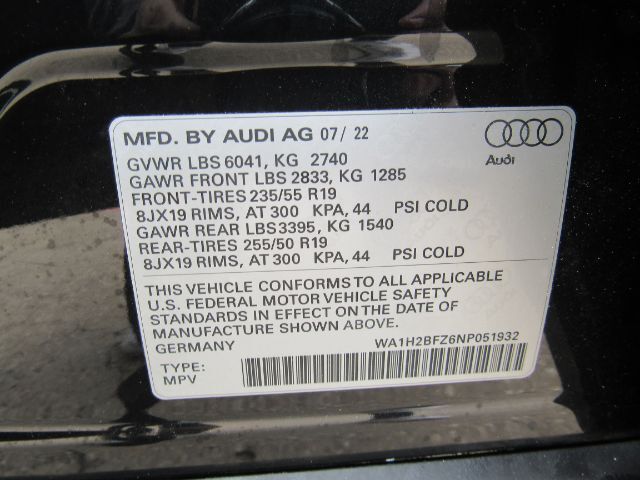 MFD. BY AUDI AG 07/ 22
Audi
GVWR LBS 6041, KG 2740
GAWR FRONT LBS 2833, KG 1285
FRONT-TIRES 235/55 R19
8JX19 RIMS, AT 300 KPA, 44 PSI COLD
GAWR REAR LBS3395, KG 1540
REAR-TIRES 255/50 R19
8JX19 RIMS, AT 300 KPA, 44 PSI COLD
THIS VEHICLE CONFORMS TO ALL APPLICABLE
U.S. FEDERAL MOTOR VEHICLE SAFETY
STANDARDS IN EFFECT ON THE DATE OF
MANUFACTURE SHOWN ABOVE.
GERMANY WA1H2BFZ6NP051932
TYPE:
MPV